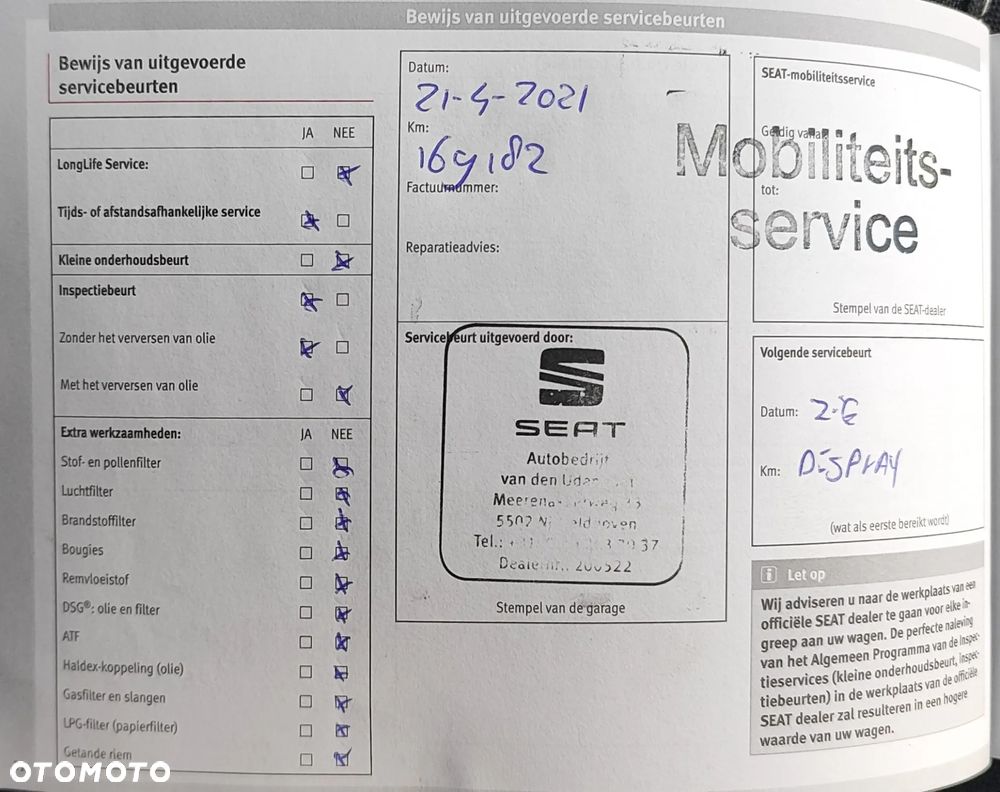 Bewijs van uitgevoerde servicebeurten
Bewijs van uitgevoerde
servicebeurten
JA NEE
LongLife Service:
Tijds- of afstandsafhankelijke service
Kleine onderhoudsbeurt
Inspectiebeurt
Zonder het verversen van olie
Met het verversen van olie
Extra werkzaamheden: JA NEE
Stof- en pollenfilter
Luchtfilter
Brandstoffilter
Bougies
Remvloeistof
DSG®: olie en filter
ATF
Haldex-koppeling (olie)
Gasfilter en slangen
LPG-filter (papierfilter)
Getande riem
Datum:
21-4-2021
Km:
169182
Factuurnummer:
Reparatieadvies:
Servicebeurt uitgevoerd door:
SEAT
Autobedrijf
van den
5502
Tel.: 37
Dealernr. 200522
Stempel van de garage
SEAT-mobiliteitsservice
Geldig vanaf
Mobiliteits-
tot:
service
Stempel van de SEAT-dealer
Volgende servicebeurt
Datum: ZiE
Km: DiSPLAY
(wat als eerste bereikt wordt)
i Let op
Wij adviseren u naar de werkplaats van een
officiële SEAT dealer te gaan voor elke in-
greep aan uw wagen. De perfecte naleving
van het Algemeen Programma van de Inspec-
tieservices (kleine onderhoudsbeurt, inspec-
tiebeurten) in de werkplaats van de officiële
SEAT dealer zal resulteren in een hogere
waarde van uw wagen.
OTOMOTO